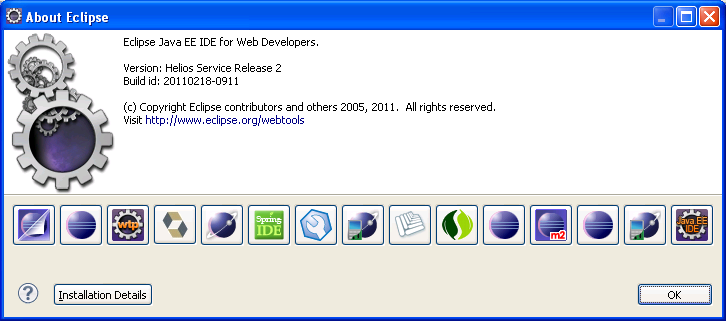 About Eclipse
Eclipse Java EE IDE for Web Developers.
Version: Helios Service Release 2
Build id: 20110218-0911
(c) Copyright Eclipse contributors and others 2005, 2011.  All rights reserved.
Visit http://www.eclipse.org/webtools
wtp
Spring IDE
m2
Java EE IDE
?
Installation Details
OK